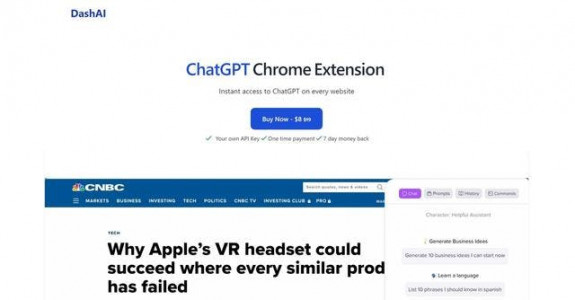 DashAI
ChatGPT Chrome Extension
Instant access to ChatGPT on every website
Buy Now - $8
Your own API Key One time payment 7 day money back
CNBC
Search quotes, news & videos
MARKETS BUSINESS INVESTING TECH POLITICS CNBC TV INVESTING CLUB PRO
Chat Prompts History Commands
TECH
Character: Helpful Assistant
Why Apple's VR headset could
succeed where every similar prod
has failed
Generate Business Ideas
Generate 10 business ideas I can start now
Learn a language
List 10 phrases I should know in spanish